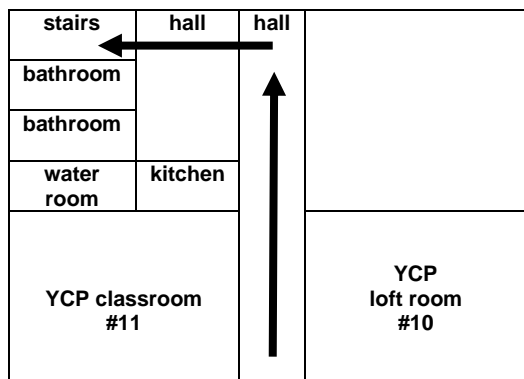 stairs
hall
hall
bathroom
bathroom
water
room
kitchen
YCP classroom
#11
YCP
loft room
#10